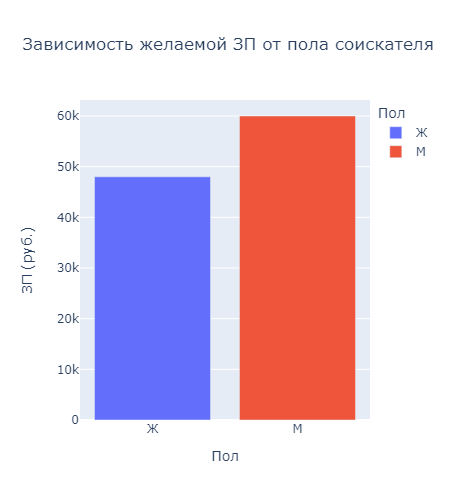 Зависимость желаемой ЗП от пола соискателя
60k
50k
40k
30k
20k
10k
0
ЗП (руб.)
Ж
М
Пол
Пол
Ж
М